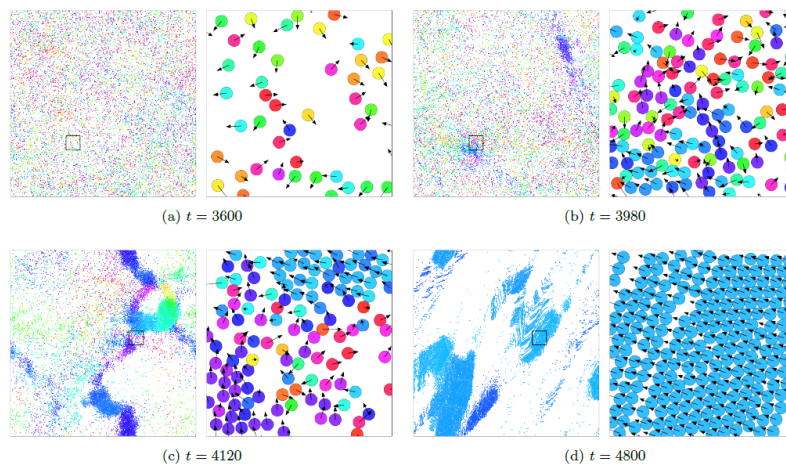 (a) t = 3600
(b) t = 3980
(c) t = 4120
(d) t = 4800